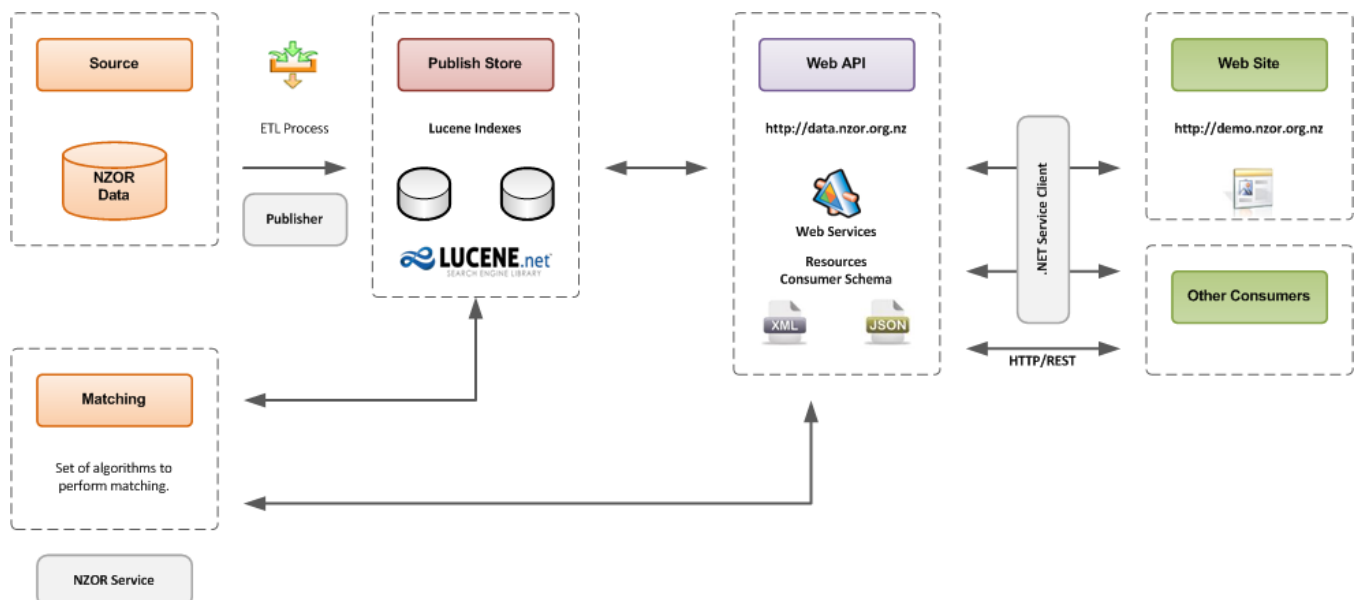 Source
NZOR
Data
ETL Process
Publisher
Publish Store
Lucene Indexes
LUCENE.net
SEARCH ENGINE LIBRARY
Web API
http://data.nzor.org.nz
Web Services
Resources
Consumer Schema
XML
JSON
.NET Service Client
HTTP/REST
Web Site
http://demo.nzor.org.nz
Other Consumers
Matching
Set of algorithms to
perform matching.
NZOR Service